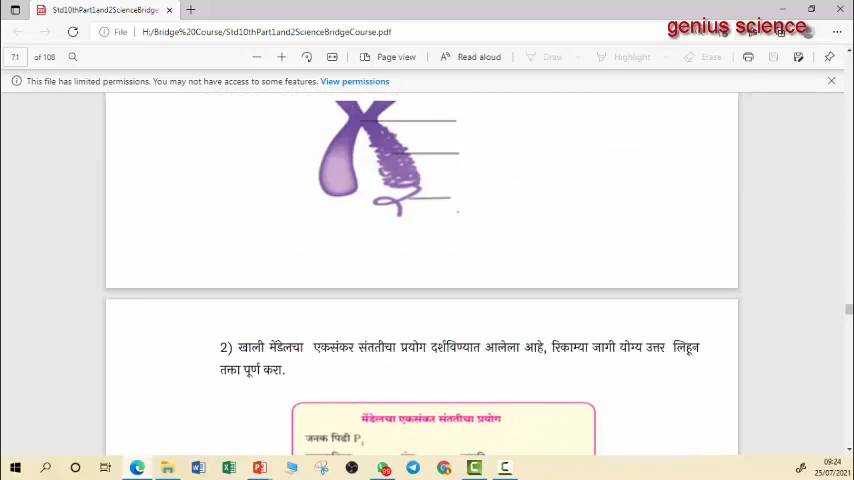 Std10thPart1and2ScienceBridge
genius science
File
H:/Bridge%20Course/Std10thPart1and2ScienceBridgeCourse.pdf
71 of 108
Page view
Read aloud
Draw
Highlight
Erase
This file has limited permissions. You may not have access to some features. View permissions
2) खाली मेंडेलचा एकसंकर संततीचा प्रयोग दर्शविण्यात आलेला आहे, रिकाम्या जागी योग्य उत्तर लिहून
तक्ता पूर्ण करा.
मेंडेलचा एकसंकर संततीचा प्रयोग
जनक पिढी P1
09:24
25/07/2021